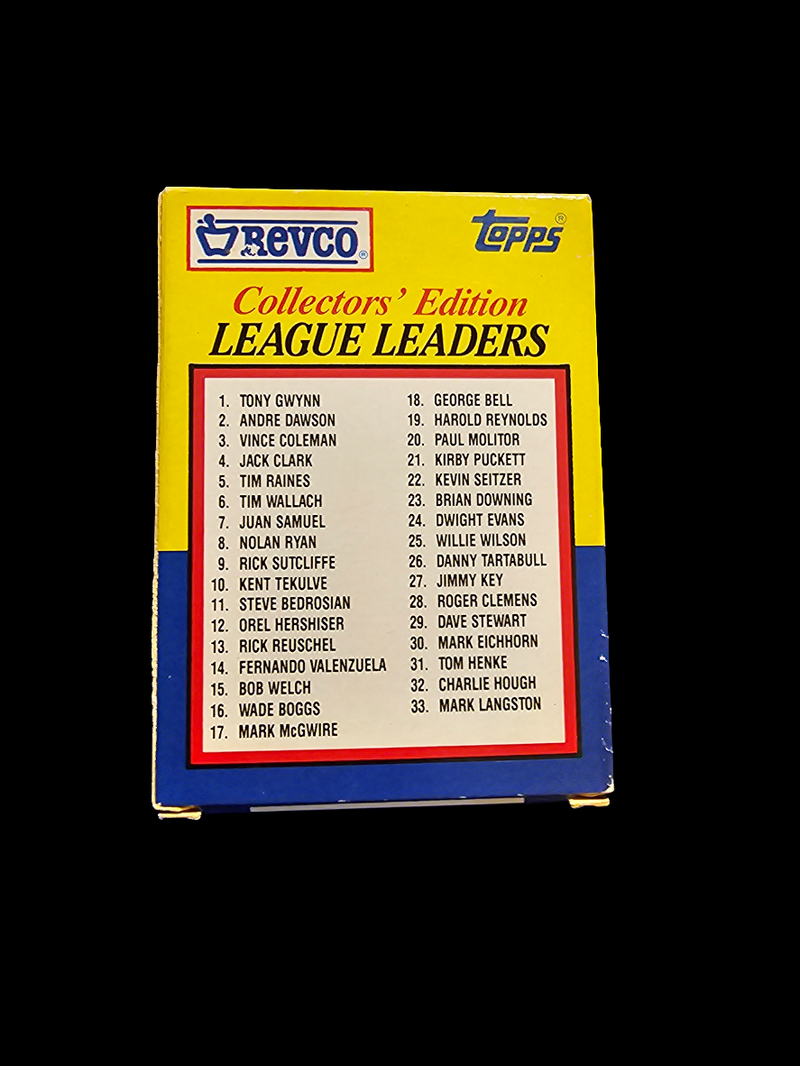 REVCO®
TOPPS®
Collectors' Edition
LEAGUE LEADERS
1. TONY GWYNN
2. ANDRE DAWSON
3. VINCE COLEMAN
4. JACK CLARK
5. TIM RAINES
6. TIM WALLACH
7. JUAN SAMUEL
8. NOLAN RYAN
9. RICK SUTCLIFFE
10. KENT TEKULVE
11. STEVE BEDROSIAN
12. OREL HERSHISER
13. RICK REUSCHEL
14. FERNANDO VALENZUELA
15. BOB WELCH
16. WADE BOGGS
17. MARK McGWIRE
18. GEORGE BELL
19. HAROLD REYNOLDS
20. PAUL MOLITOR
21. KIRBY PUCKETT
22. KEVIN SEITZER
23. BRIAN DOWNING
24. DWIGHT EVANS
25. WILLIE WILSON
26. DANNY TARTABULL
27. JIMMY KEY
28. ROGER CLEMENS
29. DAVE STEWART
30. MARK EICHHORN
31. TOM HENKE
32. CHARLIE HOUGH
33. MARK LANGSTON